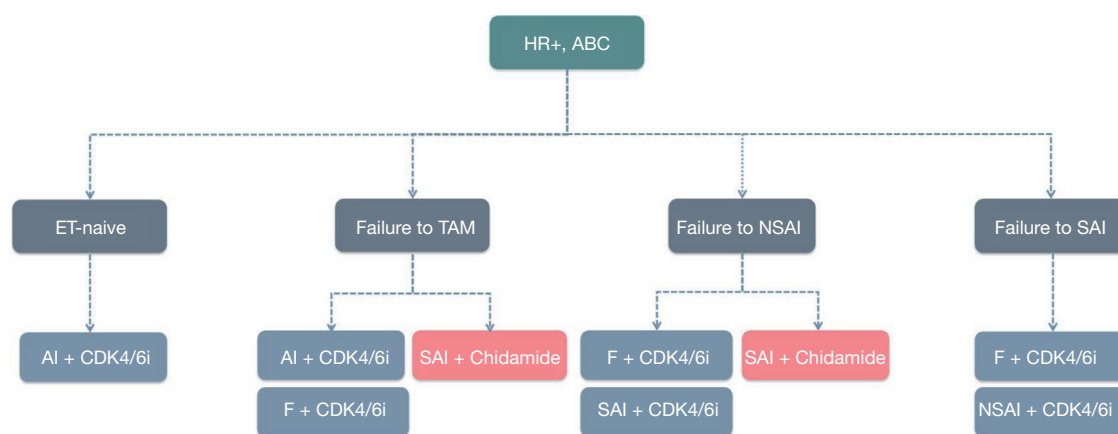 HR+, ABC
ET-naive
Failure to TAM
Failure to NSAI
Failure to SAI
AI + CDK4/6i
AI + CDK4/6i
SAI + Chidamide
F + CDK4/6i
SAI + Chidamide
F + CDK4/6i
F + CDK4/6i
SAI + CDK4/6i
NSAI + CDK4/6i